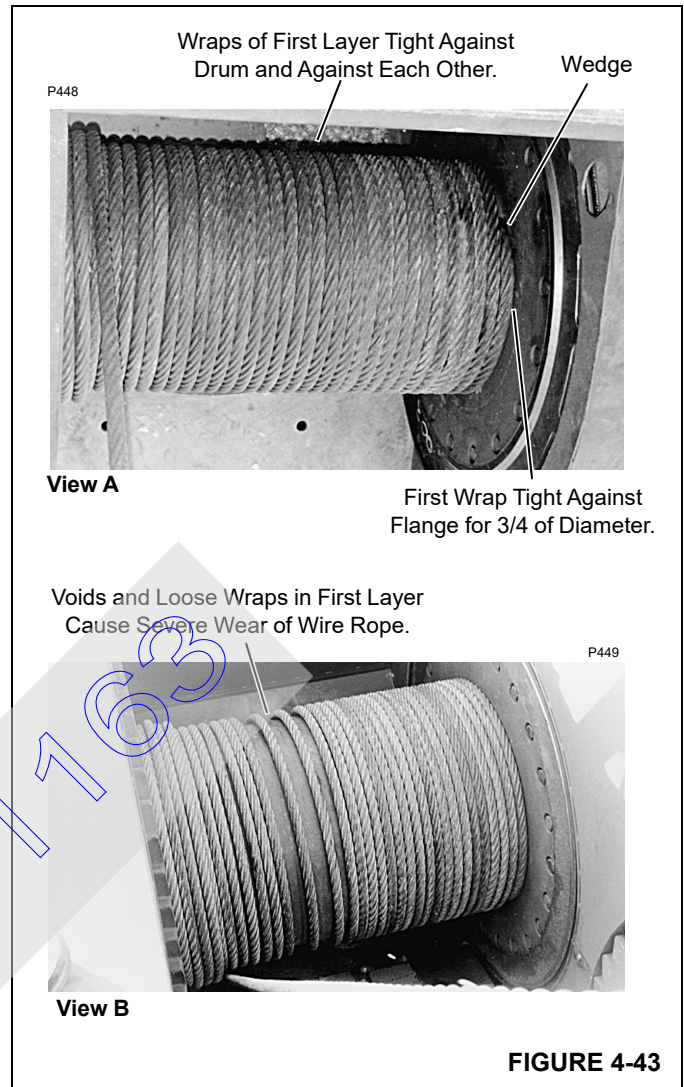 Wraps of First Layer Tight Against
Drum and Against Each Other.
Wedge
P448
View A
First Wrap Tight Against
Flange for 3/4 of Diameter.
Voids and Loose Wraps in First Layer
Cause Severe Wear of Wire Rope.
P449
1163
View B
FIGURE 4-43